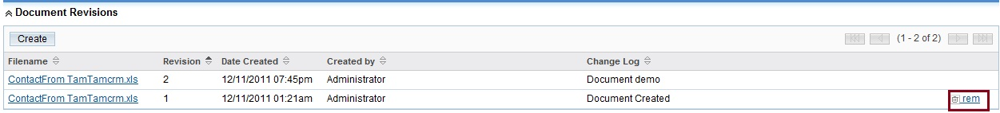 Document Revisions
Create (1 - 2 of 2)
Filename Revision Date Created Created by Change Log
ContactFrom TamTamcrm.xls 2 12/11/2011 07:45pm Administrator Document demo
ContactFrom TamTamcrm.xls 1 12/11/2011 01:21am Administrator Document Created rem